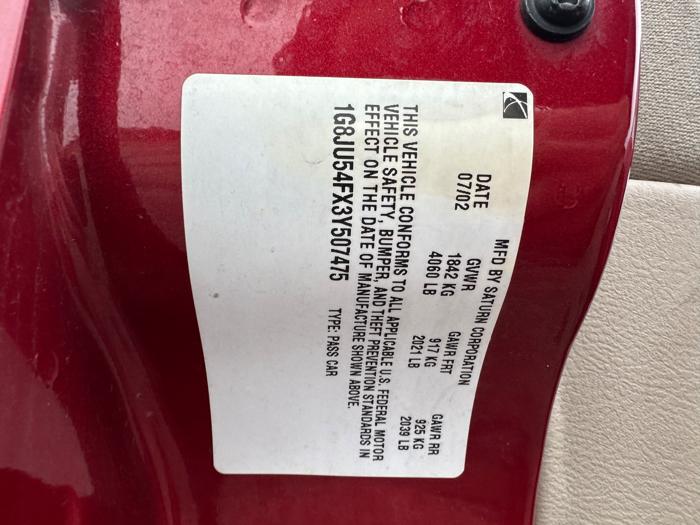 MFD BY SATURN CORPORATION
DATE GVWR GAWR FRT GAWR RR
07/02 1842 KG 917 KG 925 KG
4060 LB 2021 LB 2039 LB
THIS VEHICLE CONFORMS TO ALL APPLICABLE U.S. FEDERAL MOTOR
VEHICLE SAFETY, BUMPER, AND THEFT PREVENTION STANDARDS IN
EFFECT ON THE DATE OF MANUFACTURE SHOWN ABOVE.
1G8JU54FX3Y507475 TYPE: PASS CAR